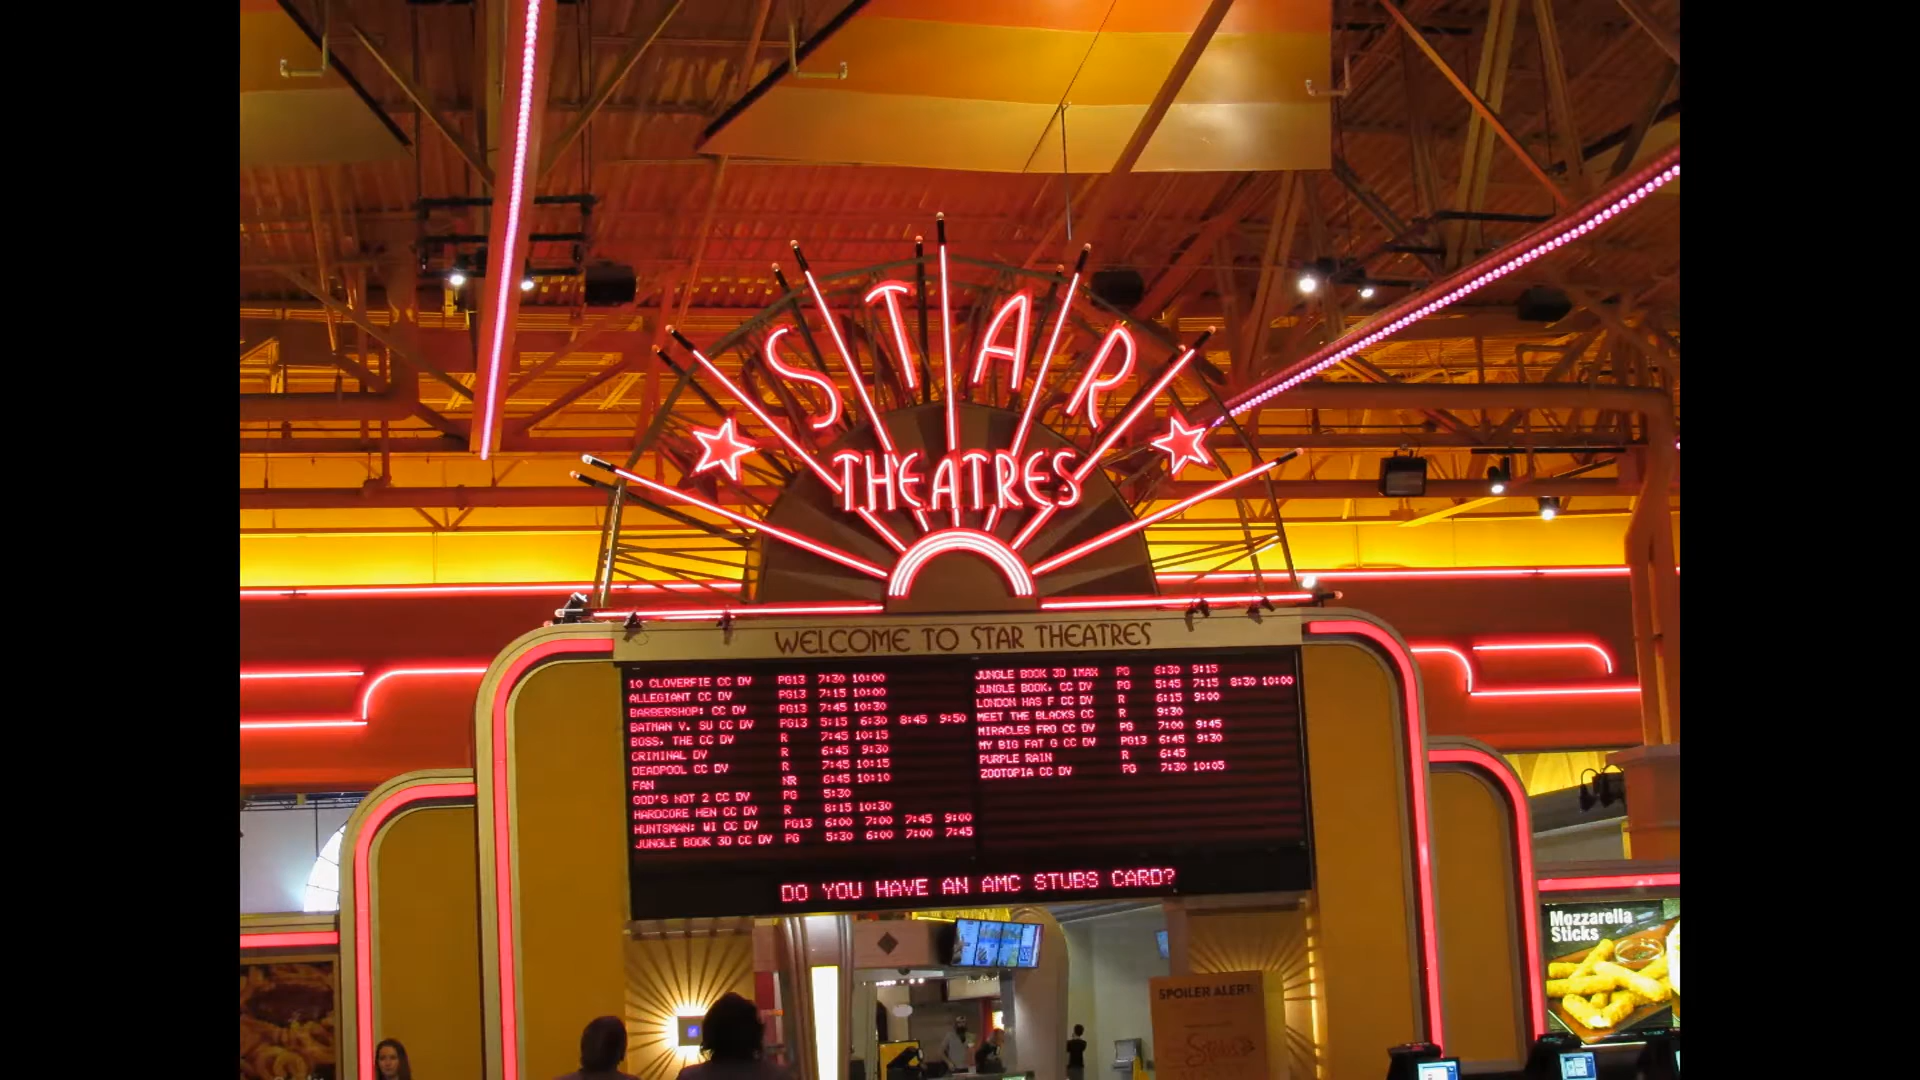 STAR
THEATRES
WELCOME TO STAR THEATRES
10 CLOVERFIE CC DV PG13 7:30 10:00
ALLEGIANT CC DV PG13 7:15 10:00
BARBERSHOP: CC DV PG13 7:45 10:30
BATMAN V. SU CC DV PG13 5:15 6:30 8:45 9:50
BOSS, THE CC DV R 7:45 10:15
CRIMINAL DV R 6:45 9:30
DEADPOOL CC DV R 7:45 10:15
FAN NR 6:45 10:10
GOD'S NOT 2 CC DV PG 5:30
HARDCORE HEN CC DV R 8:15 10:30
HUNTSMAN: WI CC DV PG13 6:00 7:00 7:45 9:00
JUNGLE BOOK 3D CC DV PG 5:30 6:00 7:00 7:45
JUNGLE BOOK 3D IMAX PG 6:30 9:15
JUNGLE BOOK, CC DV PG 5:45 7:15 8:30 10:00
LONDON HAS F CC DV R 6:15 9:00
MEET THE BLACKS CC R 9:30
MIRACLES FRO CC DV PG 7:00 9:45
MY BIG FAT G CC DV PG13 6:45 9:30
PURPLE RAIN R 6:45
ZOOTOPIA CC DV PG 7:30 10:05
DO YOU HAVE AN AMC STUBS CARD?
Mozzarella
Sticks
SPOILER ALERT:
Stubs